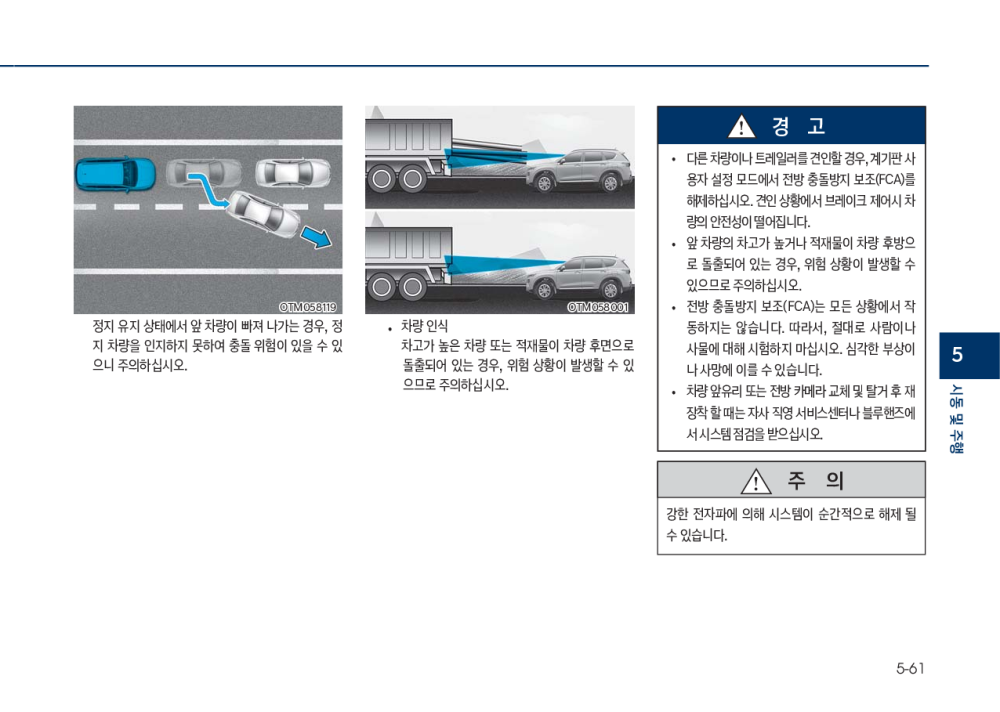 OTM058119
정지 유지 상태에서 앞 차량이 빠져 나가는 경우, 정
지 차량을 인지하지 못하여 충돌 위험이 있을 수 있
으니 주의하십시오.
OTM058001
• 차량 인식
차고가 높은 차량 또는 적재물이 차량 후면으로
돌출되어 있는 경우, 위험 상황이 발생할 수 있
으므로 주의하십시오.
경 고
• 다른 차량이나 트레일러를 견인할 경우, 계기판 사
용자 설정 모드에서 전방 충돌방지 보조(FCA)를
해제하십시오. 견인 상황에서 브레이크 제어시 차
량의 안전성이 떨어집니다.
• 앞 차량의 차고가 높거나 적재물이 차량 후방으
로 돌출되어 있는 경우, 위험 상황이 발생할 수
있으므로 주의하십시오.
• 전방 충돌방지 보조(FCA)는 모든 상황에서 작
동하지는 않습니다. 따라서, 절대로 사람이나
사물에 대해 시험하지 마십시오. 심각한 부상이
나 사망에 이를 수 있습니다.
• 차량 앞유리 또는 전방 카메라 교체 및 탈거 후 재
장착 할 때는 자사 직영 서비스센터나 블루핸즈에
서 시스템 점검을 받으십시오.
주 의
강한 전자파에 의해 시스템이 순간적으로 해제 될
수 있습니다.
5
시동 및 주행
5-61